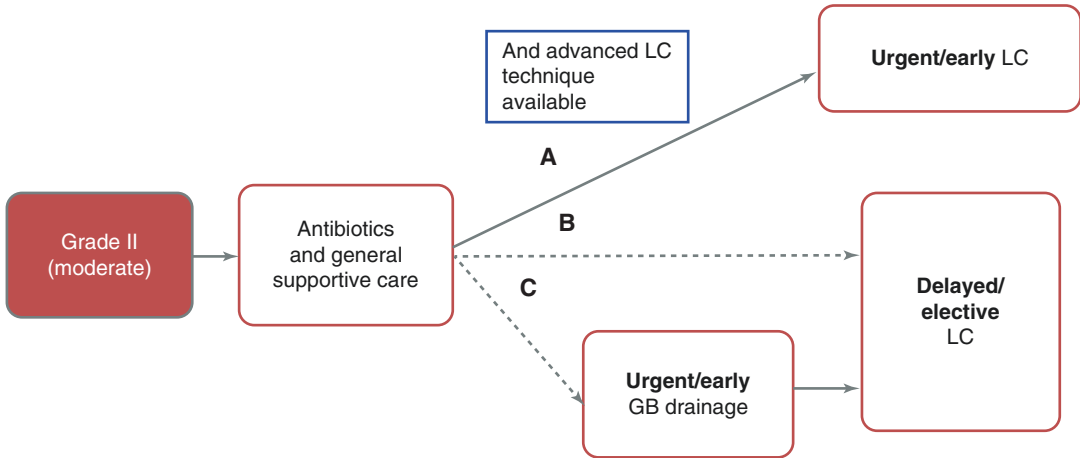 And advanced LC
technique
available
Urgent/early LC
A
Grade II
(moderate)
Antibiotics
and general
supportive care
B
C
Delayed/
elective
LC
Urgent/early
GB drainage